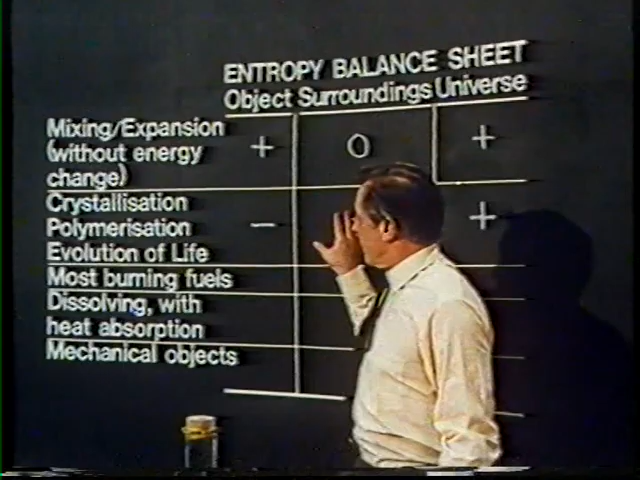 ENTROPY BALANCE SHEET
Object Surroundings Universe
Mixing/Expansion
(without energy + O +
change)
Crystallisation
Polymerisation - +
Evolution of Life
Most burning fuels
Dissolving, with
heat absorption
Mechanical objects